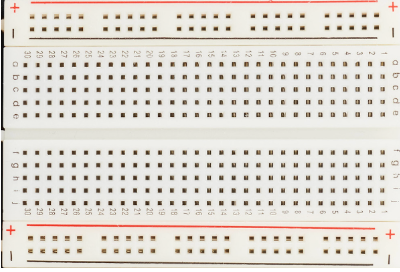 + +
− −
30 29 28 27 26 25 24 23 22 21 20 19 18 17 16 15 14 13 12 11 10 9 8 7 6 5 4 3 2 1
a a
b b
c c
d d
e e
f f
g g
h h
i i
j j
30 29 28 27 26 25 24 23 22 21 20 19 18 17 16 15 14 13 12 11 10 9 8 7 6 5 4 3 2 1
+ +
− −